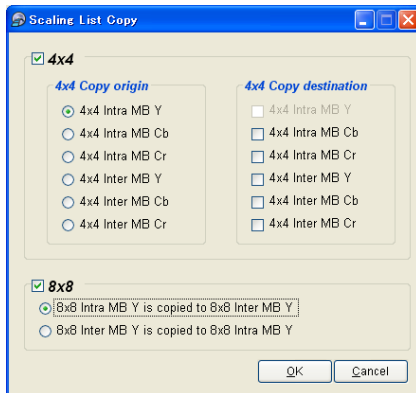 Scaling List Copy
4x4
4x4 Copy origin
4x4 Intra MB Y
4x4 Intra MB Cb
4x4 Intra MB Cr
4x4 Inter MB Y
4x4 Inter MB Cb
4x4 Inter MB Cr
4x4 Copy destination
4x4 Intra MB Y
4x4 Intra MB Cb
4x4 Intra MB Cr
4x4 Inter MB Y
4x4 Inter MB Cb
4x4 Inter MB Cr
8x8
8x8 Intra MB Y is copied to 8x8 Inter MB Y
8x8 Inter MB Y is copied to 8x8 Intra MB Y
OK
Cancel